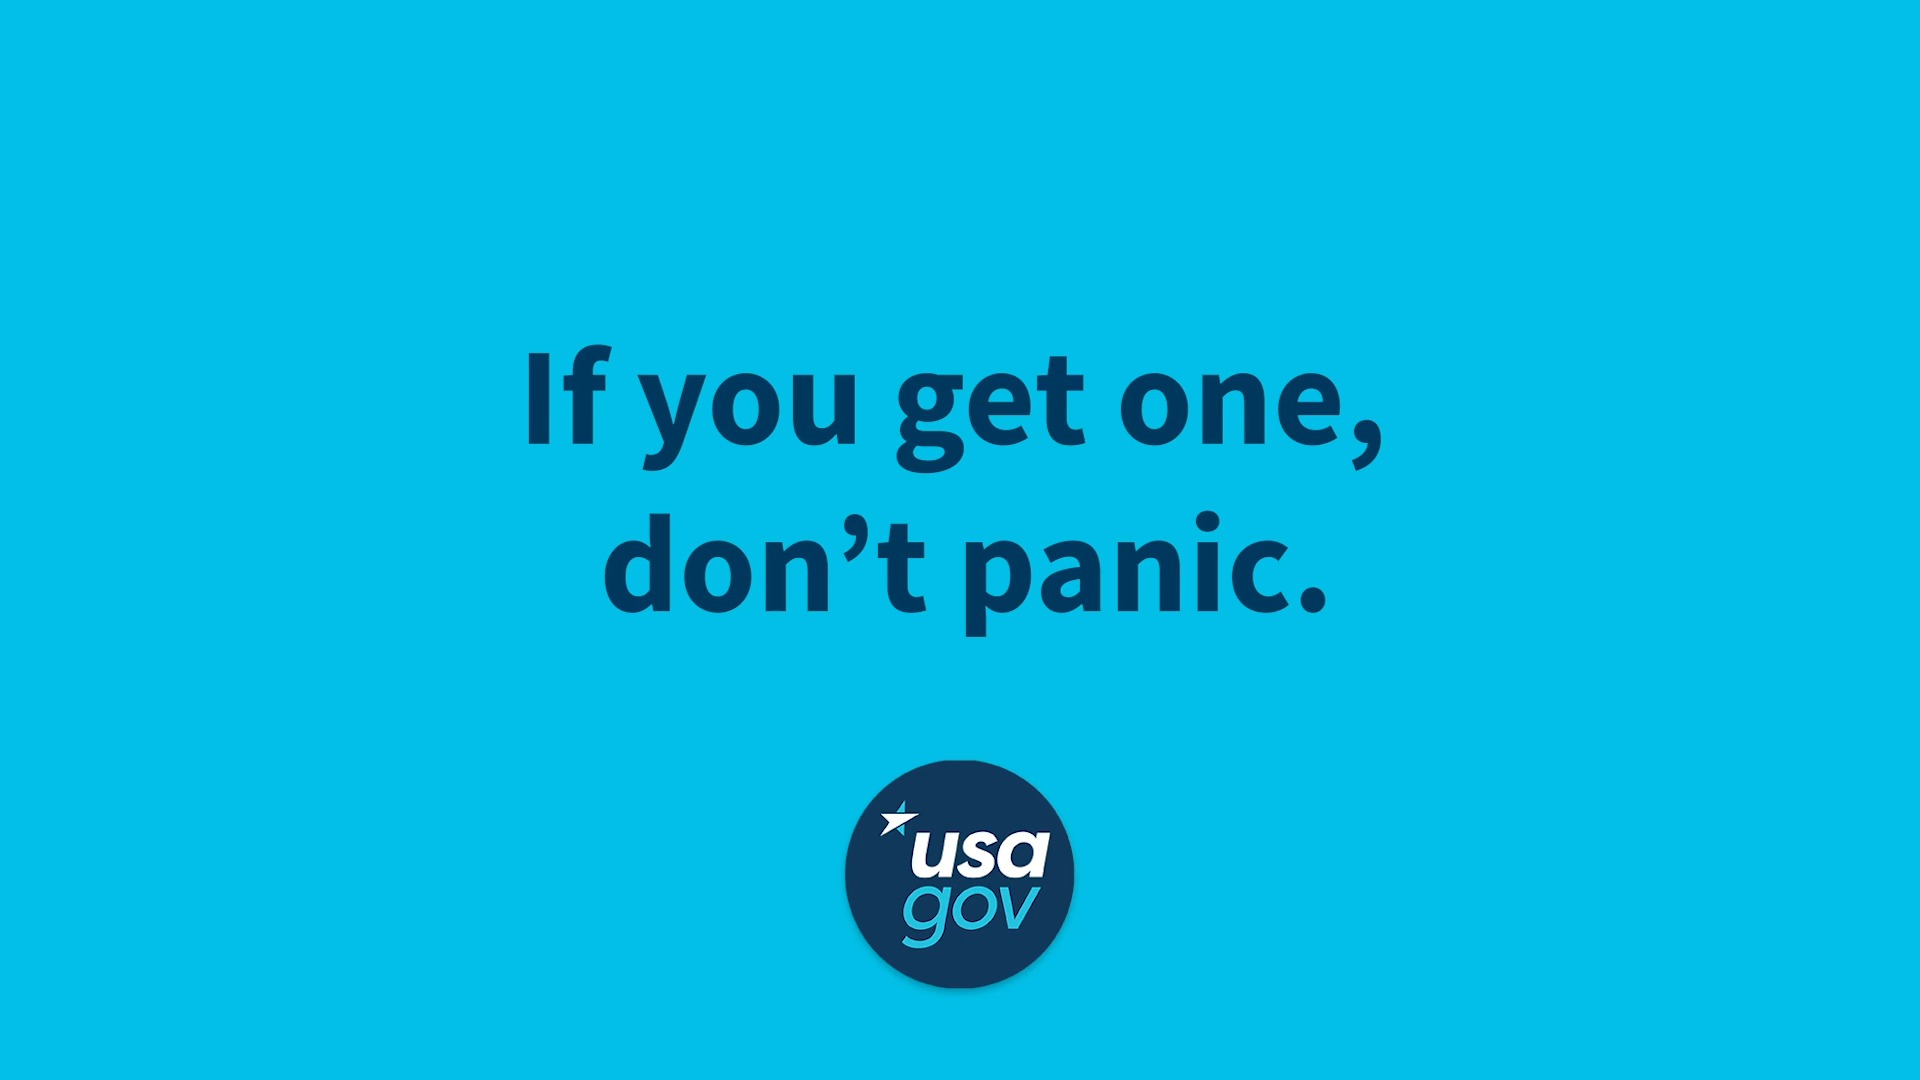 If you get one,
don’t panic.
usa
gov